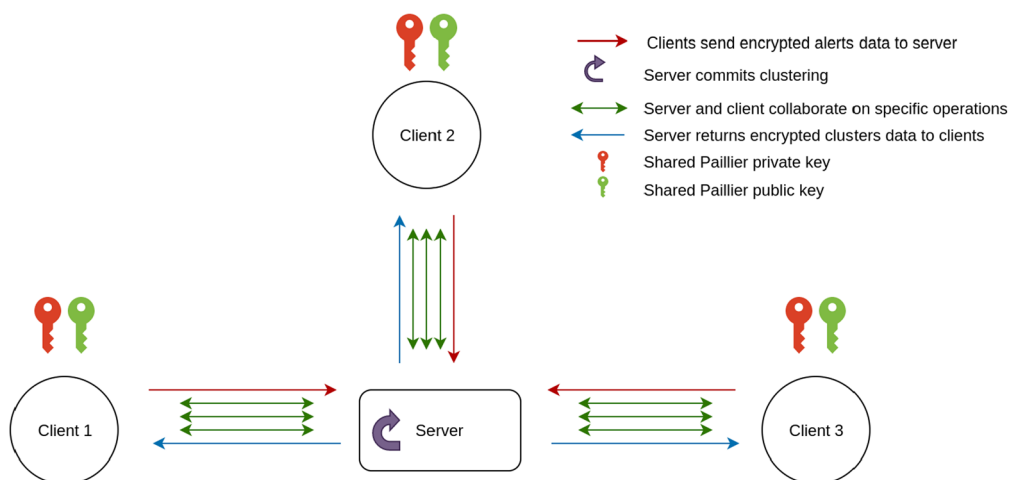 Clients send encrypted alerts data to server
Server commits clustering
Client 2
Server and client collaborate on specific operations
Server returns encrypted clusters data to clients
Shared Paillier private key
Shared Paillier public key
Client 1
Server
Client 3